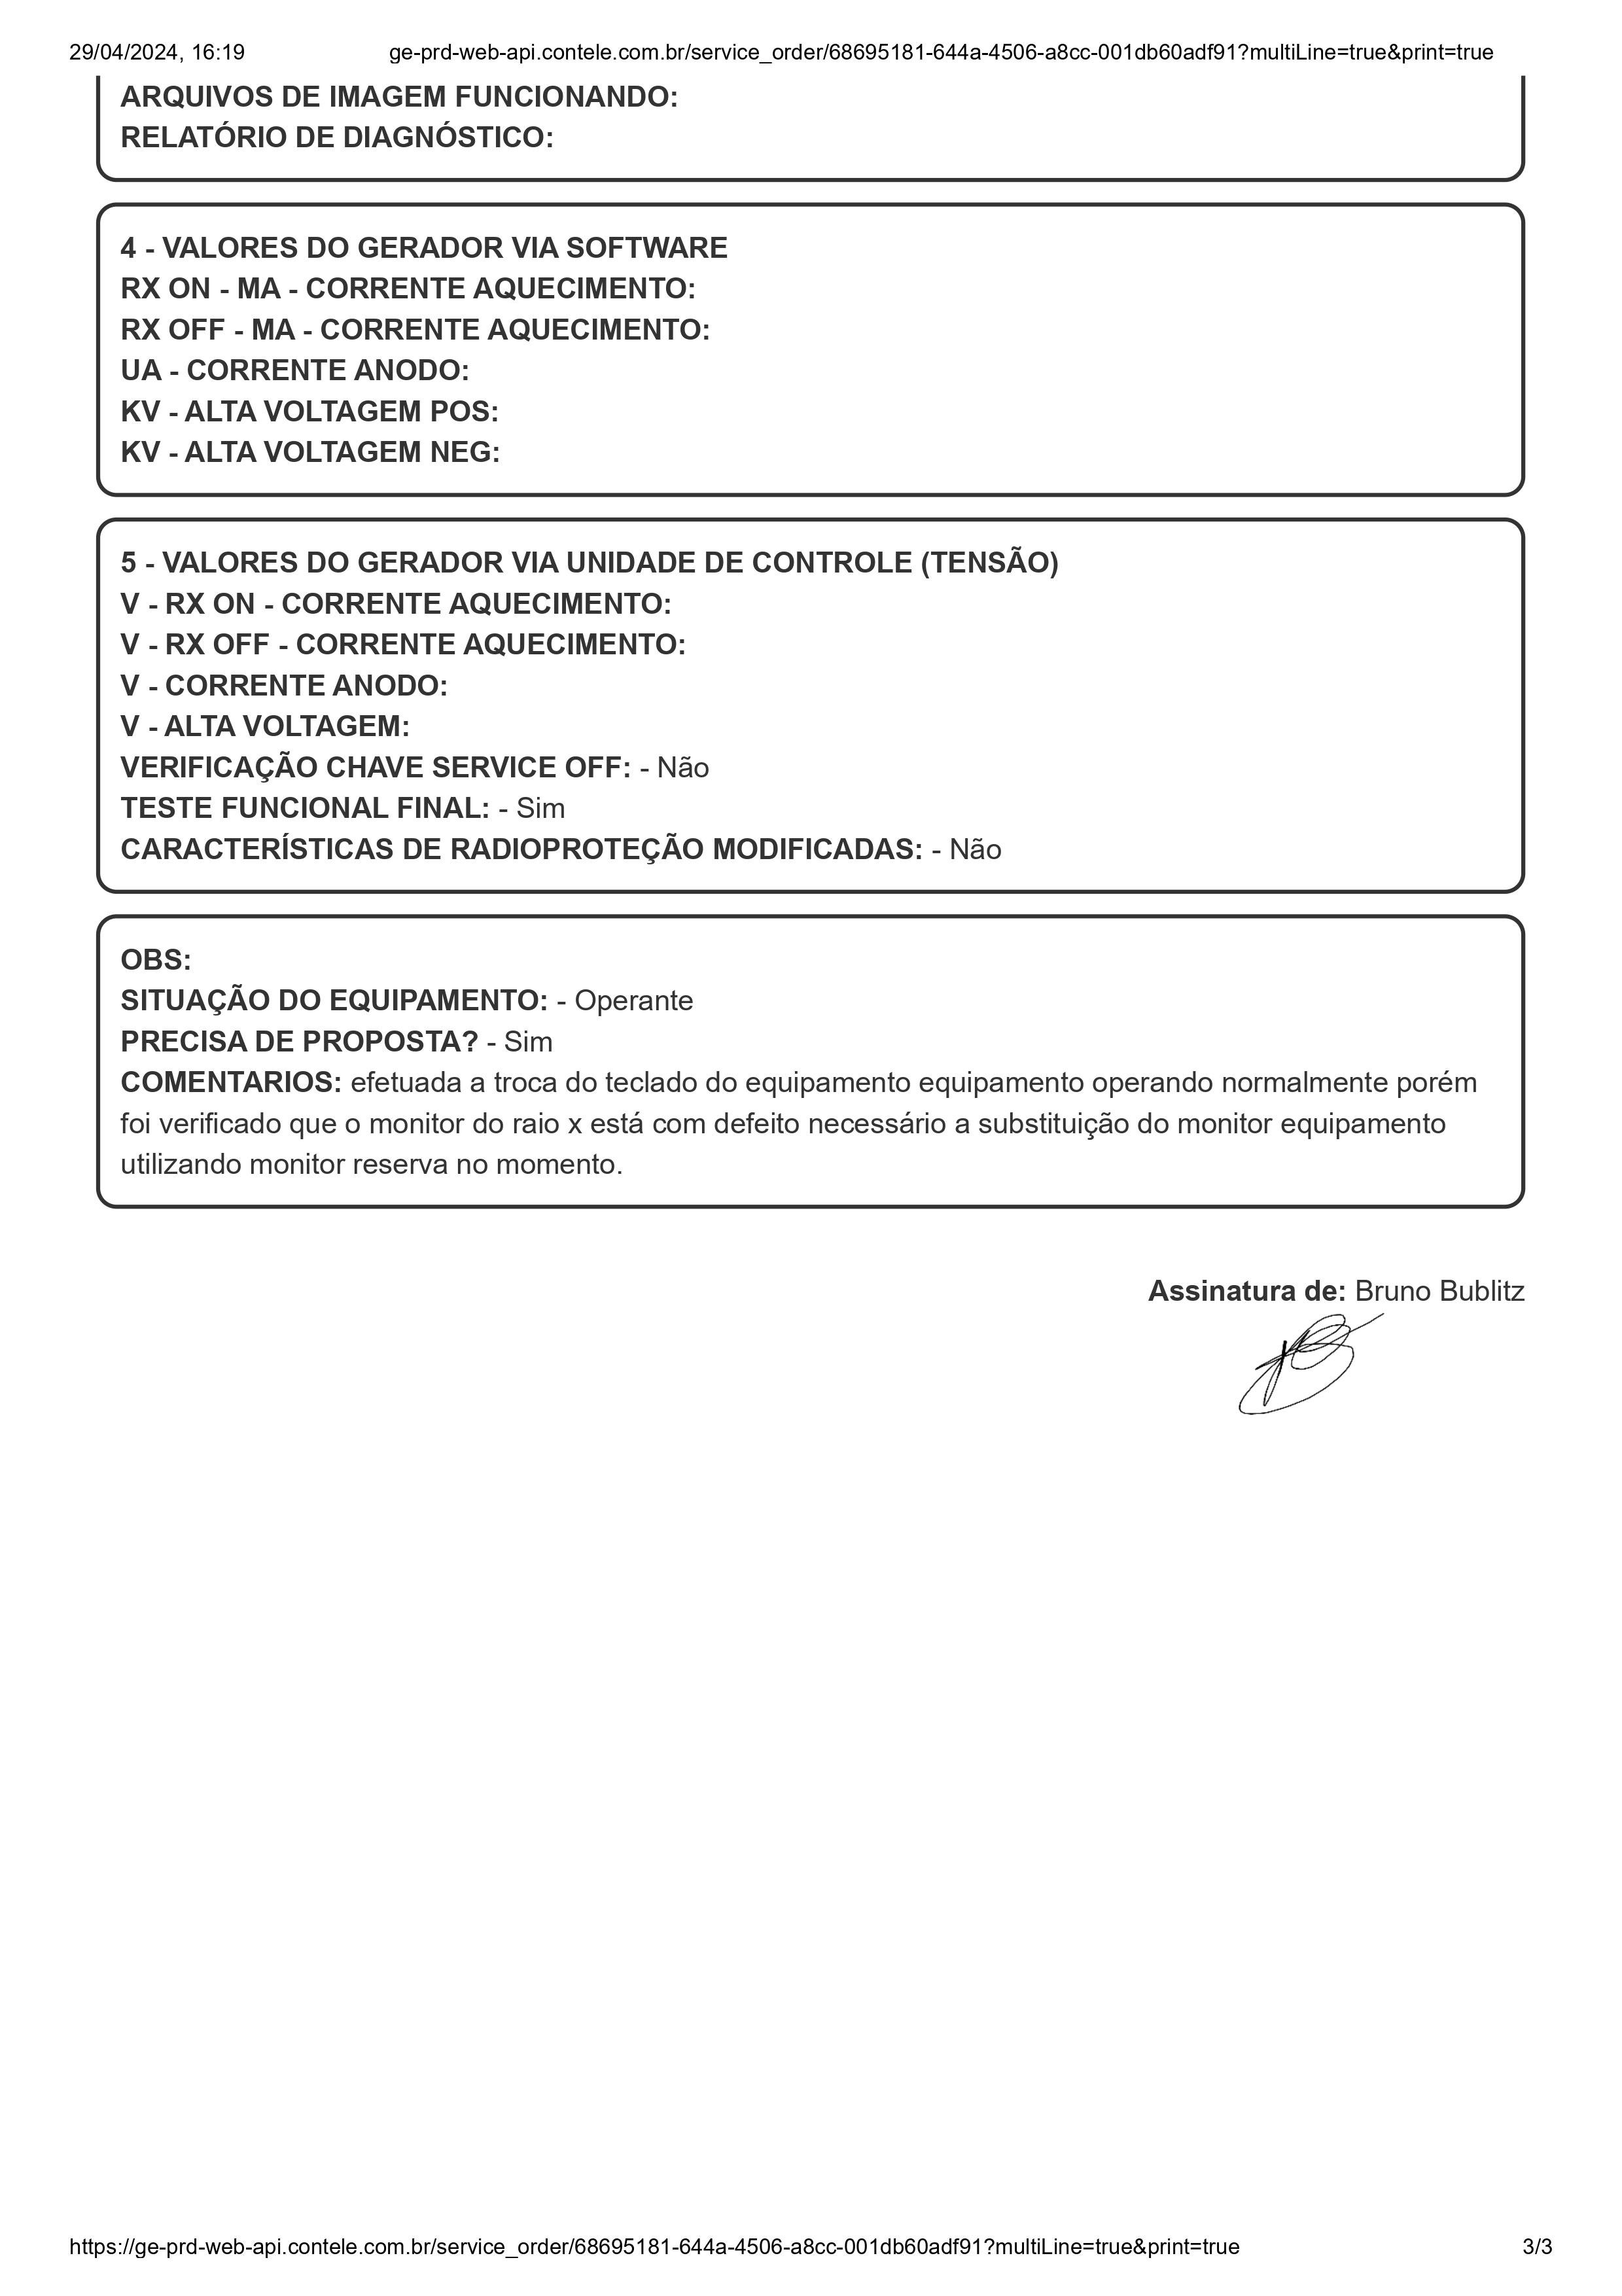 29/04/2024, 16:19 ge-prd-web-api.contele.com.br/service_order/68695181-644a-4506-a8cc-001db60adf91?multiLine=true&print=true
ARQUIVOS DE IMAGEM FUNCIONANDO:
RELATÓRIO DE DIAGNÓSTICO:
4 - VALORES DO GERADOR VIA SOFTWARE
RX ON - MA - CORRENTE AQUECIMENTO:
RX OFF - MA - CORRENTE AQUECIMENTO:
UA - CORRENTE ANODO:
KV - ALTA VOLTAGEM POS:
KV - ALTA VOLTAGEM NEG:
5 - VALORES DO GERADOR VIA UNIDADE DE CONTROLE (TENSÃO)
V - RX ON - CORRENTE AQUECIMENTO:
V - RX OFF - CORRENTE AQUECIMENTO:
V - CORRENTE ANODO:
V - ALTA VOLTAGEM:
VERIFICAÇÃO CHAVE SERVICE OFF: - Não
TESTE FUNCIONAL FINAL: - Sim
CARACTERÍSTICAS DE RADIOPROTEÇÃO MODIFICADAS: - Não
OBS:
SITUAÇÃO DO EQUIPAMENTO: - Operante
PRECISA DE PROPOSTA? - Sim
COMENTARIOS: efetuada a troca do teclado do equipamento equipamento operando normalmente porém
foi verificado que o monitor do raio x está com defeito necessário a substituição do monitor equipamento
utilizando monitor reserva no momento.
Assinatura de: Bruno Bublitz
https://ge-prd-web-api.contele.com.br/service_order/68695181-644a-4506-a8cc-001db60adf91?multiLine=true&print=true 3/3